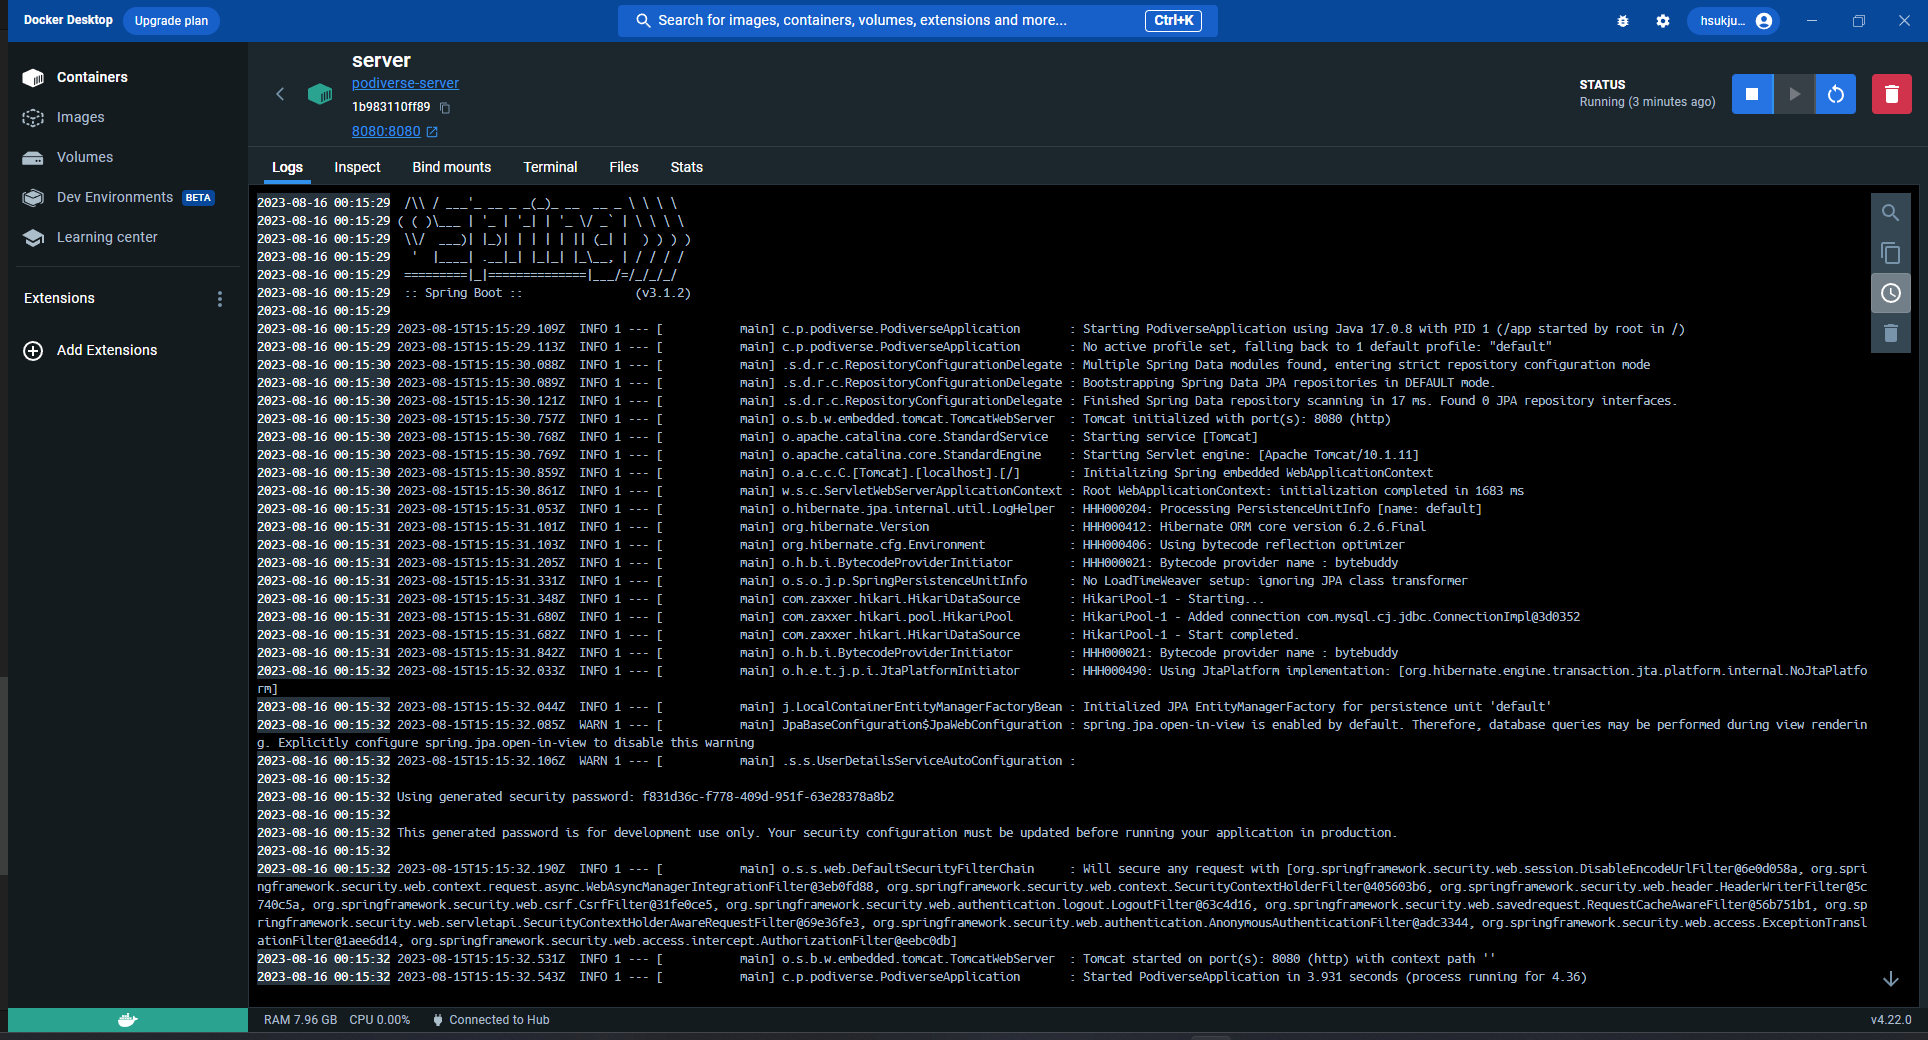 Docker Desktop Upgrade plan Search for images, containers, volumes, extensions and more... Ctrl+K hsukju...
Containers
Images
Volumes
Dev Environments BETA
Learning center
Extensions
Add Extensions
server
podiverse-server
1b983110ff89
8080:8080
STATUS
Running (3 minutes ago)
Logs Inspect Bind mounts Terminal Files Stats
2023-08-16 00:15:29  /\\ / ___'_ __ _ _(_)_ __  __ _ \ \ \ \
2023-08-16 00:15:29 ( ( )\___ | '_ | '_| | '_ \/ _` | \ \ \ \
2023-08-16 00:15:29  \\/  ___)| |_)| | | | | || (_| |  ) ) ) )
2023-08-16 00:15:29   '  |____| .__|_| |_|_| |_\__, | / / / /
2023-08-16 00:15:29  =========|_|==============|___/=/_/_/_/
2023-08-16 00:15:29  :: Spring Boot ::                (v3.1.2)
2023-08-16 00:15:29
2023-08-16 00:15:29 2023-08-15T15:15:29.109Z  INFO 1 --- [           main] c.p.podiverse.PodiverseApplication       : Starting PodiverseApplication using Java 17.0.8 with PID 1 (/app started by root in /)
2023-08-16 00:15:29 2023-08-15T15:15:29.113Z  INFO 1 --- [           main] c.p.podiverse.PodiverseApplication       : No active profile set, falling back to 1 default profile: "default"
2023-08-16 00:15:30 2023-08-15T15:15:30.088Z  INFO 1 --- [           main] .s.d.r.c.RepositoryConfigurationDelegate : Multiple Spring Data modules found, entering strict repository configuration mode
2023-08-16 00:15:30 2023-08-15T15:15:30.089Z  INFO 1 --- [           main] .s.d.r.c.RepositoryConfigurationDelegate : Bootstrapping Spring Data JPA repositories in DEFAULT mode.
2023-08-16 00:15:30 2023-08-15T15:15:30.121Z  INFO 1 --- [           main] .s.d.r.c.RepositoryConfigurationDelegate : Finished Spring Data repository scanning in 17 ms. Found 0 JPA repository interfaces.
2023-08-16 00:15:30 2023-08-15T15:15:30.757Z  INFO 1 --- [           main] o.s.b.w.embedded.tomcat.TomcatWebServer  : Tomcat initialized with port(s): 8080 (http)
2023-08-16 00:15:30 2023-08-15T15:15:30.768Z  INFO 1 --- [           main] o.apache.catalina.core.StandardService   : Starting service [Tomcat]
2023-08-16 00:15:30 2023-08-15T15:15:30.769Z  INFO 1 --- [           main] o.apache.catalina.core.StandardEngine    : Starting Servlet engine: [Apache Tomcat/10.1.11]
2023-08-16 00:15:30 2023-08-15T15:15:30.859Z  INFO 1 --- [           main] o.a.c.c.C.[Tomcat].[localhost].[/]       : Initializing Spring embedded WebApplicationContext
2023-08-16 00:15:30 2023-08-15T15:15:30.861Z  INFO 1 --- [           main] w.s.c.ServletWebServerApplicationContext : Root WebApplicationContext: initialization completed in 1683 ms
2023-08-16 00:15:31 2023-08-15T15:15:31.053Z  INFO 1 --- [           main] o.hibernate.jpa.internal.util.LogHelper  : HHH000204: Processing PersistenceUnitInfo [name: default]
2023-08-16 00:15:31 2023-08-15T15:15:31.101Z  INFO 1 --- [           main] org.hibernate.Version                    : HHH000412: Hibernate ORM core version 6.2.6.Final
2023-08-16 00:15:31 2023-08-15T15:15:31.103Z  INFO 1 --- [           main] org.hibernate.cfg.Environment            : HHH000406: Using bytecode reflection optimizer
2023-08-16 00:15:31 2023-08-15T15:15:31.205Z  INFO 1 --- [           main] o.h.b.i.BytecodeProviderInitiator        : HHH000021: Bytecode provider name : bytebuddy
2023-08-16 00:15:31 2023-08-15T15:15:31.331Z  INFO 1 --- [           main] o.s.o.j.p.SpringPersistenceUnitInfo      : No LoadTimeWeaver setup: ignoring JPA class transformer
2023-08-16 00:15:31 2023-08-15T15:15:31.348Z  INFO 1 --- [           main] com.zaxxer.hikari.HikariDataSource       : HikariPool-1 - Starting...
2023-08-16 00:15:31 2023-08-15T15:15:31.680Z  INFO 1 --- [           main] com.zaxxer.hikari.pool.HikariPool        : HikariPool-1 - Added connection com.mysql.cj.jdbc.ConnectionImpl@3d0352
2023-08-16 00:15:31 2023-08-15T15:15:31.682Z  INFO 1 --- [           main] com.zaxxer.hikari.HikariDataSource       : HikariPool-1 - Start completed.
2023-08-16 00:15:31 2023-08-15T15:15:31.842Z  INFO 1 --- [           main] o.h.b.i.BytecodeProviderInitiator        : HHH000021: Bytecode provider name : bytebuddy
2023-08-16 00:15:32 2023-08-15T15:15:32.033Z  INFO 1 --- [           main] o.h.e.t.j.p.i.JtaPlatformInitiator       : HHH000490: Using JtaPlatform implementation: [org.hibernate.engine.transaction.jta.platform.internal.NoJtaPlatfo
rm]
2023-08-16 00:15:32 2023-08-15T15:15:32.044Z  INFO 1 --- [           main] j.LocalContainerEntityManagerFactoryBean : Initialized JPA EntityManagerFactory for persistence unit 'default'
2023-08-16 00:15:32 2023-08-15T15:15:32.085Z  WARN 1 --- [           main] JpaBaseConfiguration$JpaWebConfiguration : spring.jpa.open-in-view is enabled by default. Therefore, database queries may be performed during view renderin
g. Explicitly configure spring.jpa.open-in-view to disable this warning
2023-08-16 00:15:32 2023-08-15T15:15:32.106Z  WARN 1 --- [           main] .s.s.UserDetailsServiceAutoConfiguration :
2023-08-16 00:15:32
2023-08-16 00:15:32 Using generated security password: f831d36c-f778-409d-951f-63e28378a8b2
2023-08-16 00:15:32
2023-08-16 00:15:32 This generated password is for development use only. Your security configuration must be updated before running your application in production.
2023-08-16 00:15:32
2023-08-16 00:15:32 2023-08-15T15:15:32.190Z  INFO 1 --- [           main] o.s.s.web.DefaultSecurityFilterChain     : Will secure any request with [org.springframework.security.web.session.DisableEncodeUrlFilter@6e0d058a, org.spri
ngframework.security.web.context.request.async.WebAsyncManagerIntegrationFilter@3eb0fd88, org.springframework.security.web.context.SecurityContextHolderFilter@405603b6, org.springframework.security.web.header.HeaderWriterFilter@5c
740c5a, org.springframework.security.web.csrf.CsrfFilter@31fe0ce5, org.springframework.security.web.authentication.logout.LogoutFilter@63c4d16, org.springframework.security.web.savedrequest.RequestCacheAwareFilter@56b751b1, org.sp
ringframework.security.web.servletapi.SecurityContextHolderAwareRequestFilter@69e36fe3, org.springframework.security.web.authentication.AnonymousAuthenticationFilter@adc3344, org.springframework.security.web.access.ExceptionTransl
ationFilter@1aee6d14, org.springframework.security.web.access.intercept.AuthorizationFilter@eebc0db]
2023-08-16 00:15:32 2023-08-15T15:15:32.531Z  INFO 1 --- [           main] o.s.b.w.embedded.tomcat.TomcatWebServer  : Tomcat started on port(s): 8080 (http) with context path ''
2023-08-16 00:15:32 2023-08-15T15:15:32.543Z  INFO 1 --- [           main] c.p.podiverse.PodiverseApplication       : Started PodiverseApplication in 3.931 seconds (process running for 4.36)
RAM 7.96 GB CPU 0.00% Connected to Hub v4.22.0